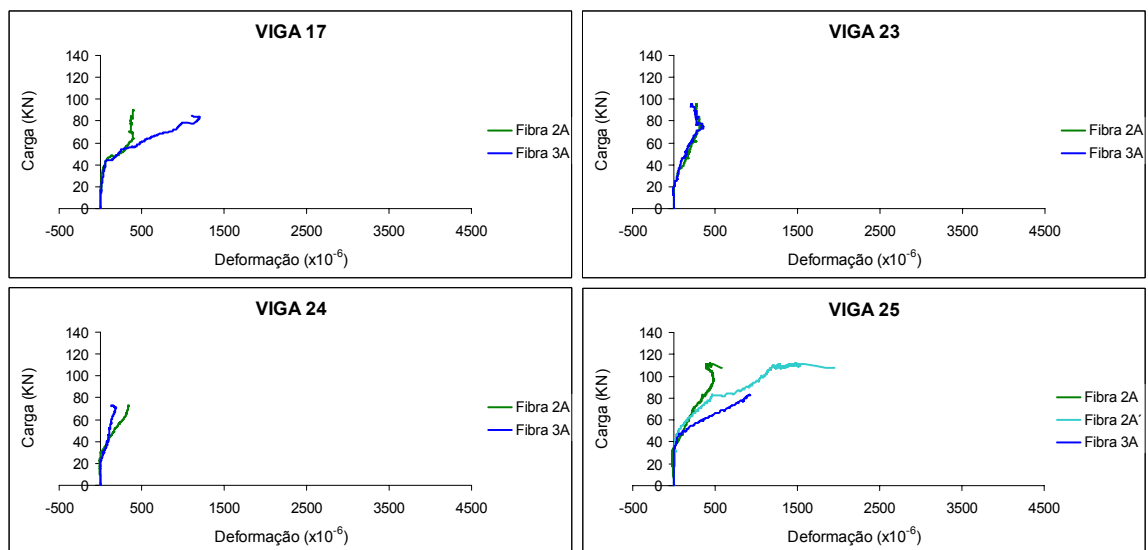 VIGA 17
140
120
100
80
60
40
20
0
-500 500 1500 2500 3500 4500
Carga (KN)
Deformação (x10⁻⁶)
Fibra 2A
Fibra 3A
VIGA 23
140
120
100
80
60
40
20
0
-500 500 1500 2500 3500 4500
Carga (KN)
Deformação (x10⁻⁶)
Fibra 2A
Fibra 3A
VIGA 24
140
120
100
80
60
40
20
0
-500 500 1500 2500 3500 4500
Carga (KN)
Deformação (x10⁻⁶)
Fibra 2A
Fibra 3A
VIGA 25
140
120
100
80
60
40
20
0
-500 500 1500 2500 3500 4500
Carga (KN)
Deformação (x10⁻⁶)
Fibra 2A
Fibra 2A´
Fibra 3A